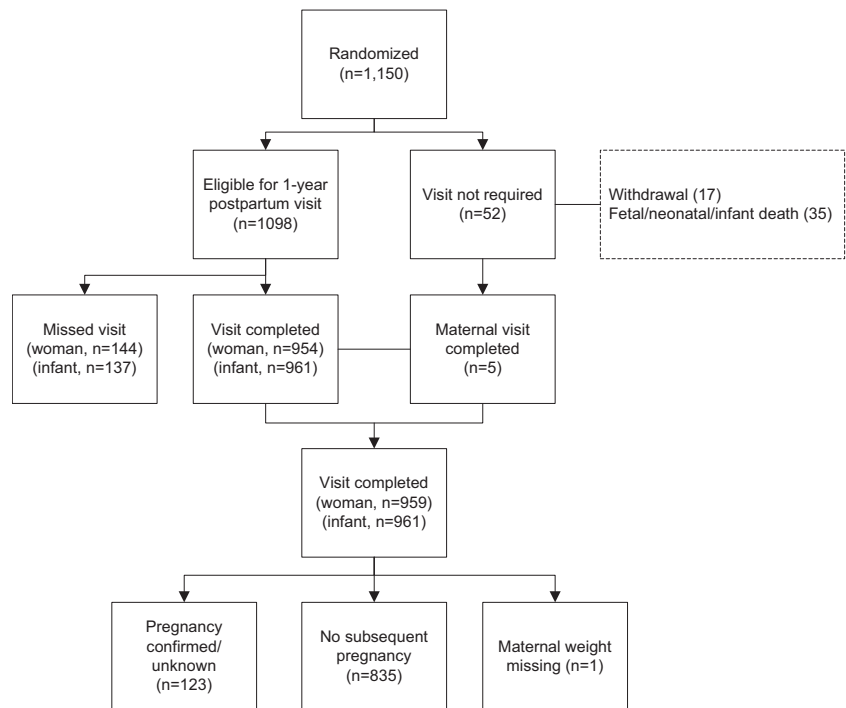 Randomized
(n=1,150)
Eligible for 1-year
postpartum visit
(n=1098)
Visit not required
(n=52)
Withdrawal (17)
Fetal/neonatal/infant death (35)
Missed visit
(woman, n=144)
(infant, n=137)
Visit completed
(woman, n=954)
(infant, n=961)
Maternal visit
completed
(n=5)
Visit completed
(woman, n=959)
(infant, n=961)
Pregnancy
confirmed/
unknown
(n=123)
No subsequent
pregnancy
(n=835)
Maternal weight
missing (n=1)